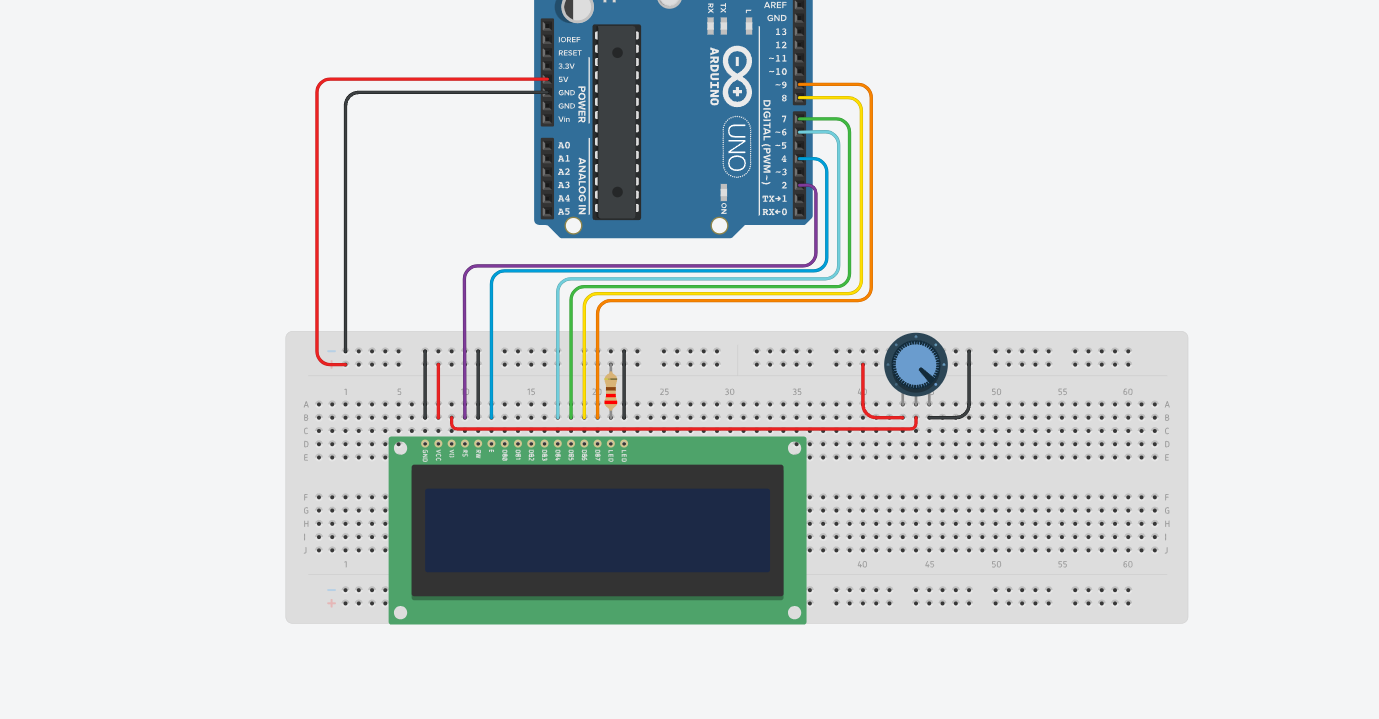 RX
TX
L
AREF
GND
13
12
~11
~10
~9
8
7
~6
~5
4
~3
2
TX→1
RX←0
IOREF
RESET
3.3V
5V
GND
GND
Vin
POWER
A0
A1
A2
A3
A4
A5
ANALOG IN
ARDUINO
UNO
ON
DIGITAL (PWM~)
1 5 10 15 20 25 30 35 40 50 55 60
A A
B B
C C
D D
E E
GND VCC V0 RS RW E DB0 DB1 DB2 DB3 DB4 DB5 DB6 DB7 LED LED
F F
G G
H H
I I
J J
1 40 45 50 55 60
−
+